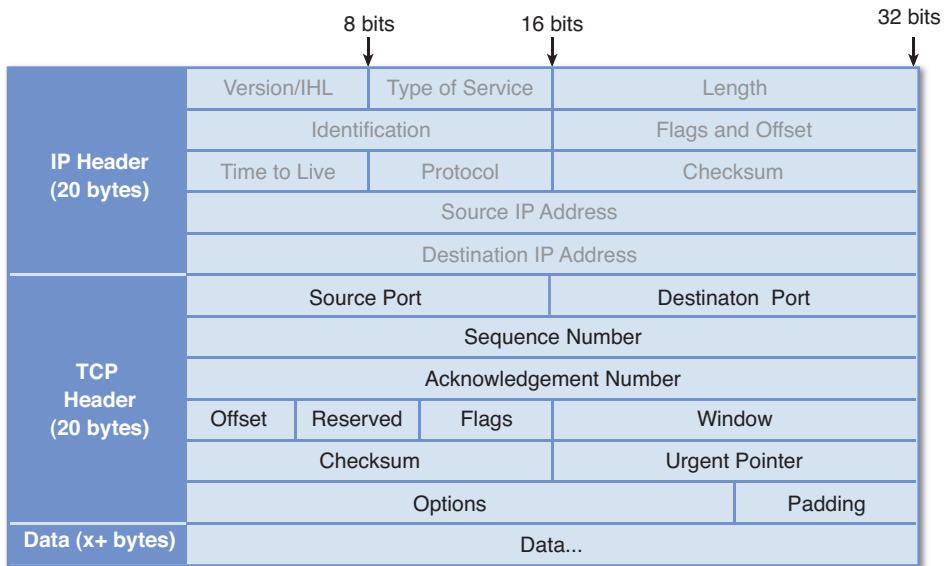 8 bits
16 bits
32 bits
IP Header
(20 bytes)
Version/IHL
Type of Service
Length
Identification
Flags and Offset
Time to Live
Protocol
Checksum
Source IP Address
Destination IP Address
TCP
Header
(20 bytes)
Source Port
Destinaton Port
Sequence Number
Acknowledgement Number
Offset
Reserved
Flags
Window
Checksum
Urgent Pointer
Options
Padding
Data (x+ bytes)
Data...